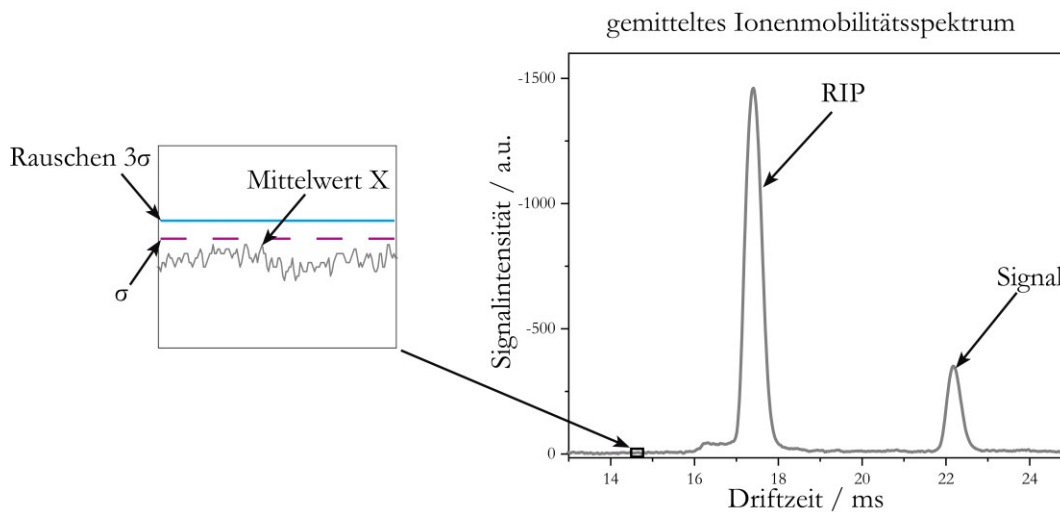 gemitteltes Ionenmobilitätsspektrum
Rauschen 3σ
Mittelwert X
σ
RIP
Signal
Signalintensität / a.u.
-1500
-1000
-500
0
14
16
18
20
22
24
Driftzeit / ms